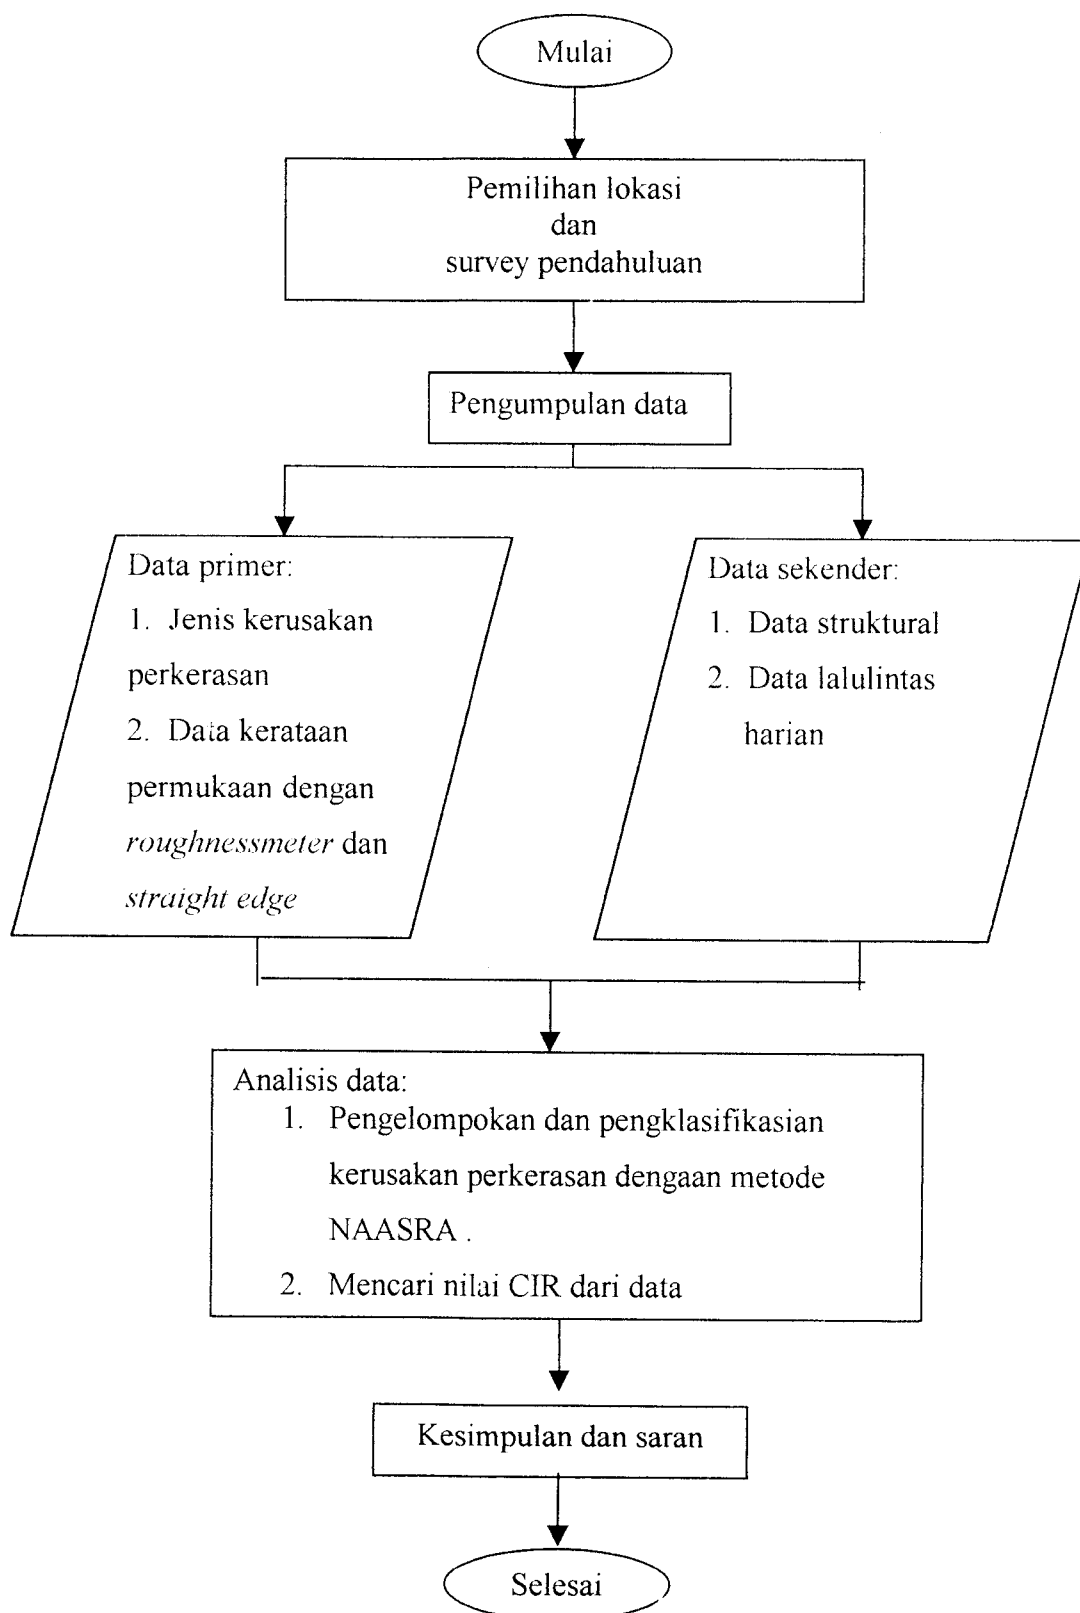 Mulai
Pemilihan lokasi
dan
survey pendahuluan
Pengumpulan data
Data primer:
1. Jenis kerusakan
perkerasan
2. Data kerataan
permukaan dengan
roughnessmeter dan
straight edge
Data sekender:
1. Data struktural
2. Data lalulintas
harian
Analisis data:
1. Pengelompokan dan pengklasifikasian
kerusakan perkerasan dengaan metode
NAASRA .
2. Mencari nilai CIR dari data
Kesimpulan dan saran
Selesai